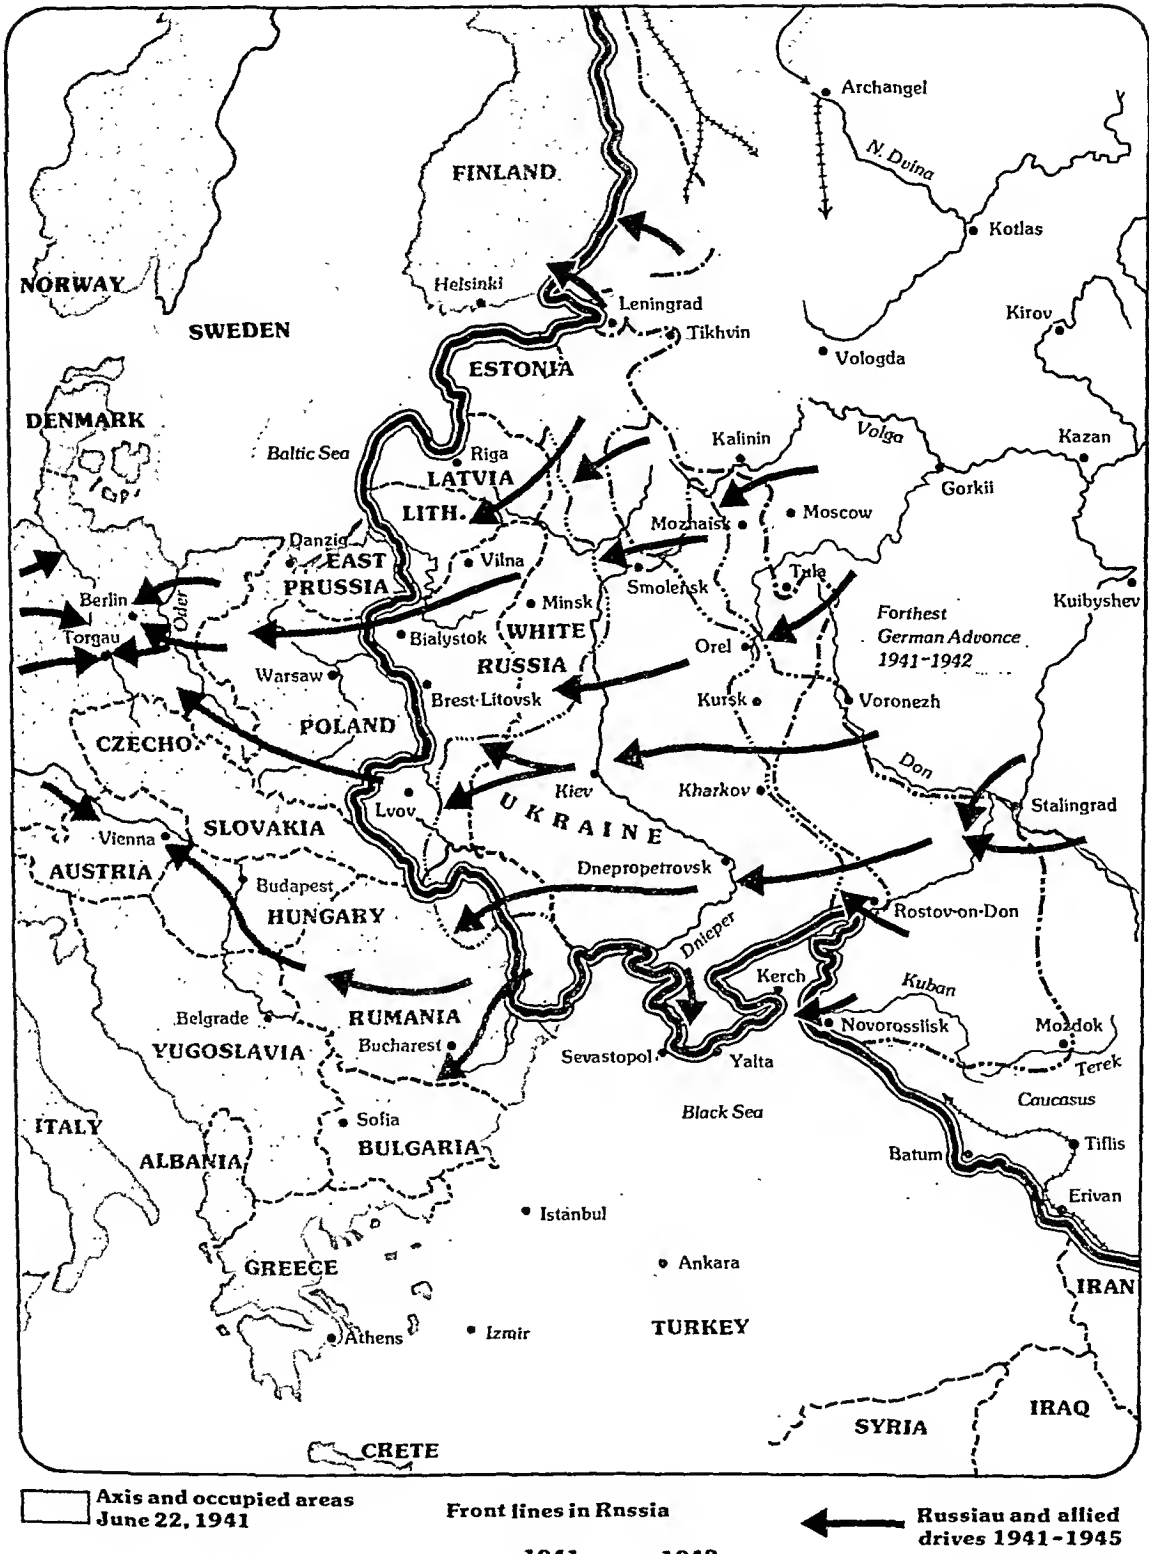 Archangel
N. Dvina
FINLAND
Kotlas
NORWAY
Helsinki
Leningrad
Kirov
SWEDEN
Tikhvin
Vologda
ESTONIA
DENMARK
Baltic Sea
Riga
Kalinin
Volga
Kazan
LATVIA
Gorkii
LITH.
Mozhaisk
Moscow
Danzig
EAST
PRUSSIA
Vilna
Smolensk
Tula
Berlin
Oder
Minsk
Kuibyshev
Torgau
Bialystok
WHITE
RUSSIA
Orel
Forthest
German Advonce
1941-1942
Warsaw
Brest-Litovsk
Kursk
Voronezh
POLAND
CZECHO.
Don
Kiev
Kharkov
Lvov
UKRAINE
Stalingrad
Vienna
SLOVAKIA
AUSTRIA
Budapest
Dnepropetrovsk
HUNGARY
Rostov-on-Don
Dnieper
Kerch
Kuban
Belgrade
RUMANIA
Novorossiisk
Mozdok
YUGOSLAVIA
Bucharest
Sevastopol
Yalta
Terek
Caucasus
Black Sea
ITALY
Sofia
BULGARIA
ALBANIA
Batum
Tiflis
Erivan
Istanbul
GREECE
Ankara
IRAN
Athens
Izmir
TURKEY
SYRIA
IRAQ
CRETE
Axis and occupied areas
June 22, 1941
Front lines in Rnssia
Russiau and allied
drives 1941-1945